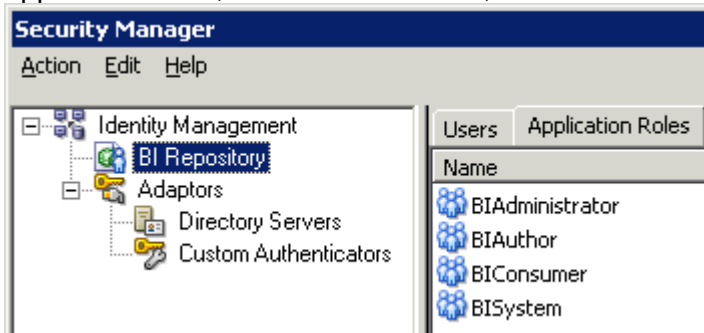 Security Manager
Action Edit Help
Identity Management
BI Repository
Adaptors
Directory Servers
Custom Authenticators
Users Application Roles
Name
BIAdministrator
BIAuthor
BIConsumer
BISystem